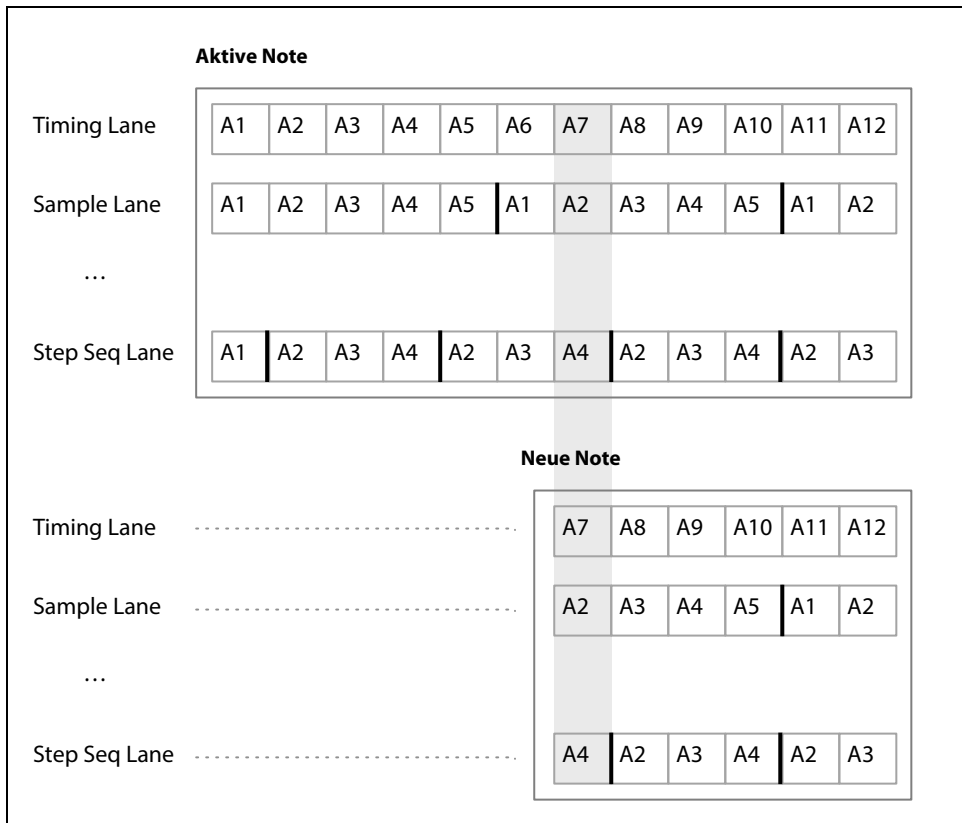 Aktive Note
Timing Lane A1 A2 A3 A4 A5 A6 A7 A8 A9 A10 A11 A12
Sample Lane A1 A2 A3 A4 A5 A1 A2 A3 A4 A5 A1 A2
...
Step Seq Lane A1 A2 A3 A4 A2 A3 A4 A2 A3 A4 A2 A3
Neue Note
Timing Lane A7 A8 A9 A10 A11 A12
Sample Lane A2 A3 A4 A5 A1 A2
...
Step Seq Lane A4 A2 A3 A4 A2 A3